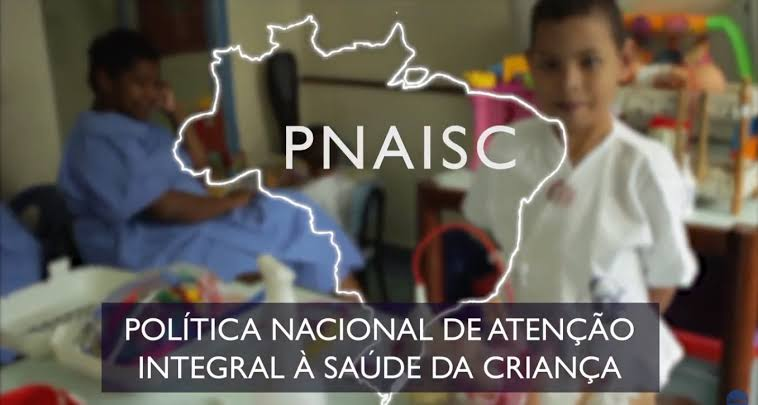 PNAISC
POLÍTICA NACIONAL DE ATENÇÃO
INTEGRAL À SAÚDE DA CRIANÇA